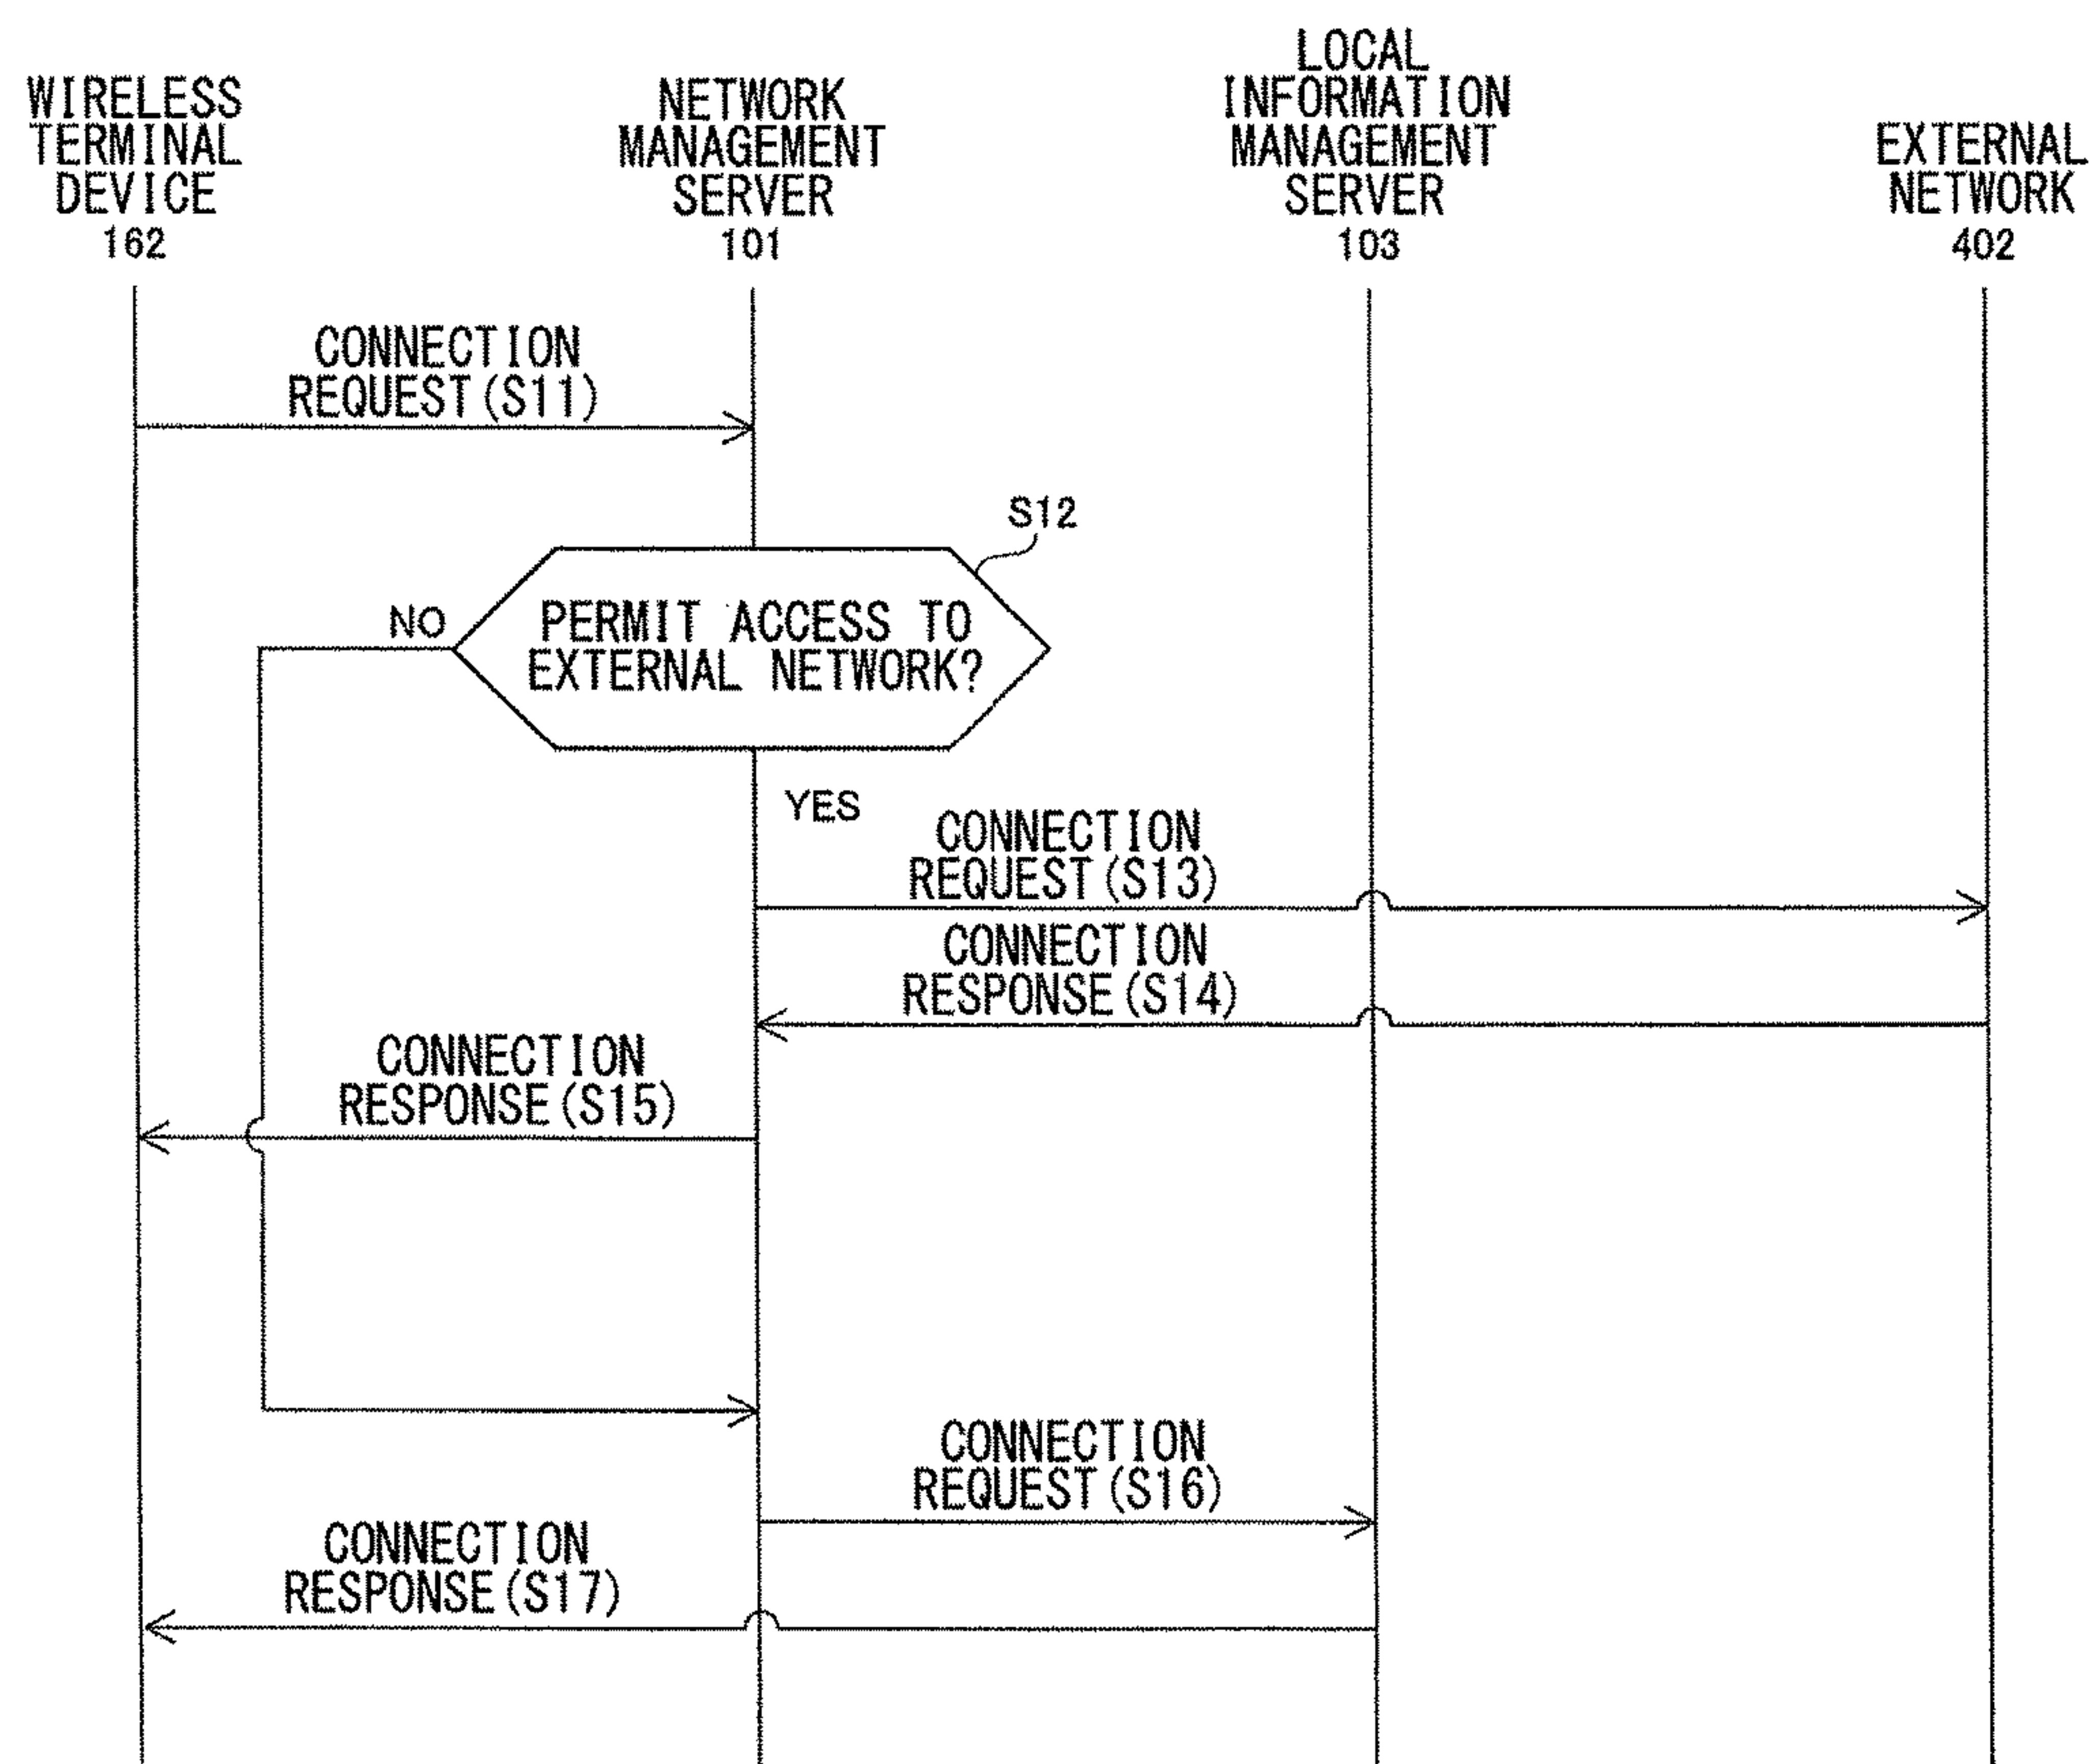 WIRELESS
TERMINAL
DEVICE
162
NETWORK
MANAGEMENT
SERVER
101
LOCAL
INFORMATION
MANAGEMENT
SERVER
103
EXTERNAL
NETWORK
402
CONNECTION
REQUEST(S11)
S12
NO
PERMIT ACCESS TO
EXTERNAL NETWORK?
YES
CONNECTION
REQUEST(S13)
CONNECTION
RESPONSE(S14)
CONNECTION
RESPONSE(S15)
CONNECTION
REQUEST(S16)
CONNECTION
RESPONSE(S17)